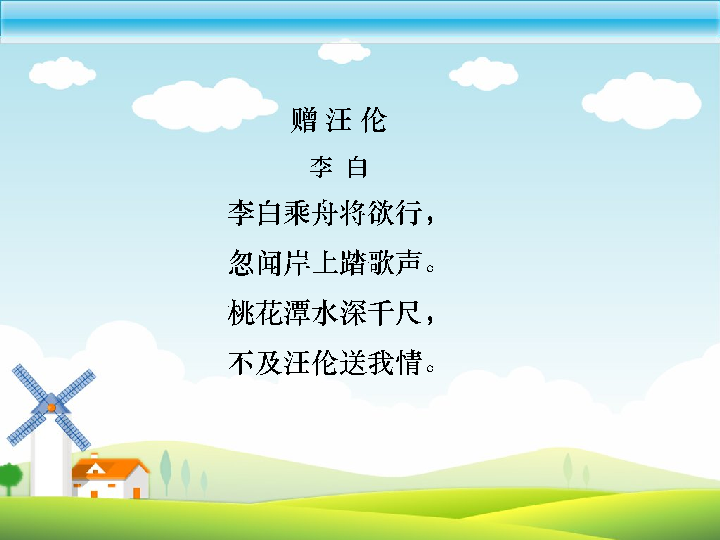 赠 汪 伦
李 白
李白乘舟将欲行，
忽闻岸上踏歌声。
桃花潭水深千尺，
不及汪伦送我情。